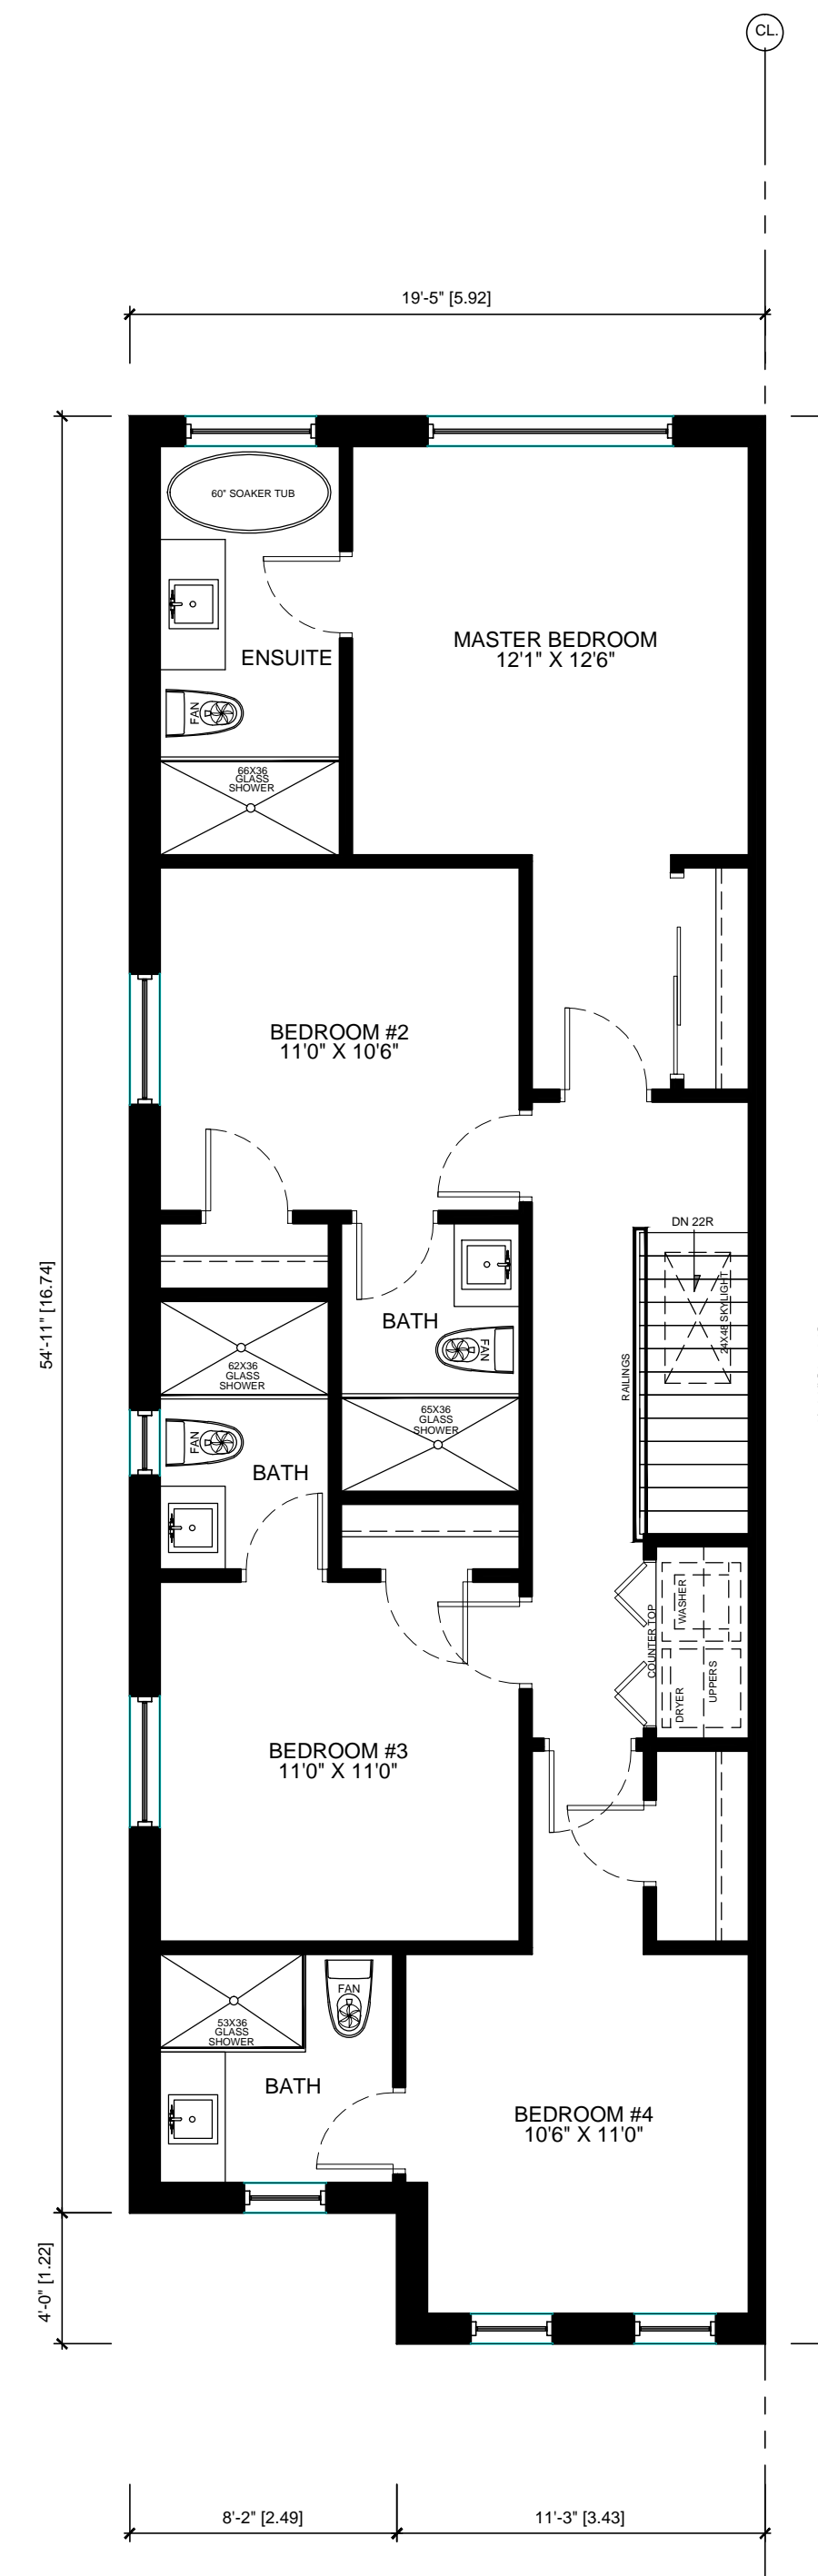 CL.
19'-5" [5.92]
60" SOAKER TUB
ENSUITE
MASTER BEDROOM
12'1" X 12'6"
FAN
66X36
GLASS
SHOWER
BEDROOM #2
11'0" X 10'6"
54'-11" [16.74]
DN 22R
24X48 SKYLIGHT
RAILINGS
BATH
FAN
62X36
GLASS
SHOWER
65X36
GLASS
SHOWER
FAN
BATH
WASHER
COUNTER TOP
DRYER
UPPERS
BEDROOM #3
11'0" X 11'0"
FAN
53X36
GLASS
SHOWER
BATH
BEDROOM #4
10'6" X 11'0"
4'-0" [1.22]
8'-2" [2.49]
11'-3" [3.43]